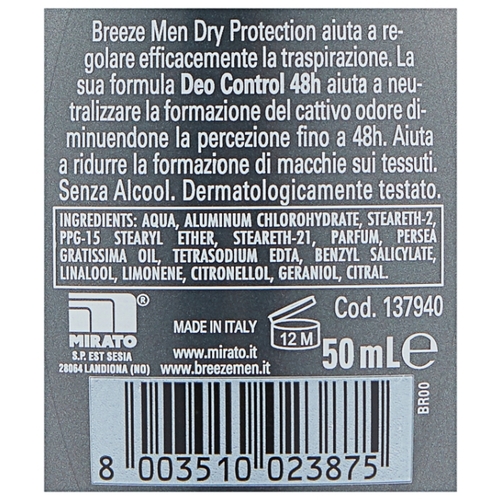 Breeze Men Dry Protection aiuta a re-
golare efficacemente la traspirazione. La
sua formula Deo Control 48h aiuta a neu-
tralizzare la formazione del cattivo odore di-
minuendone la percezione fino a 48h. Aiuta
a ridurre la formazione di macchie sui tessuti.
Senza Alcool. Dermatologicamente testato.
INGREDIENTS: AQUA, ALUMINUM CHLOROHYDRATE, STEARETH-2,
PPG-15 STEARYL ETHER, STEARETH-21, PARFUM, PERSEA
GRATISSIMA OIL, TETRASODIUM EDTA, BENZYL SALICYLATE,
LINALOOL, LIMONENE, CITRONELLOL, GERANIOL, CITRAL.
®
MIRATO
S.P. EST SESIA
28064 LANDIONA (NO)
MADE IN ITALY
www.mirato.it
www.breezemen.it
12 M
Cod. 137940
50 mL ℮
BR00
8 003510 023875